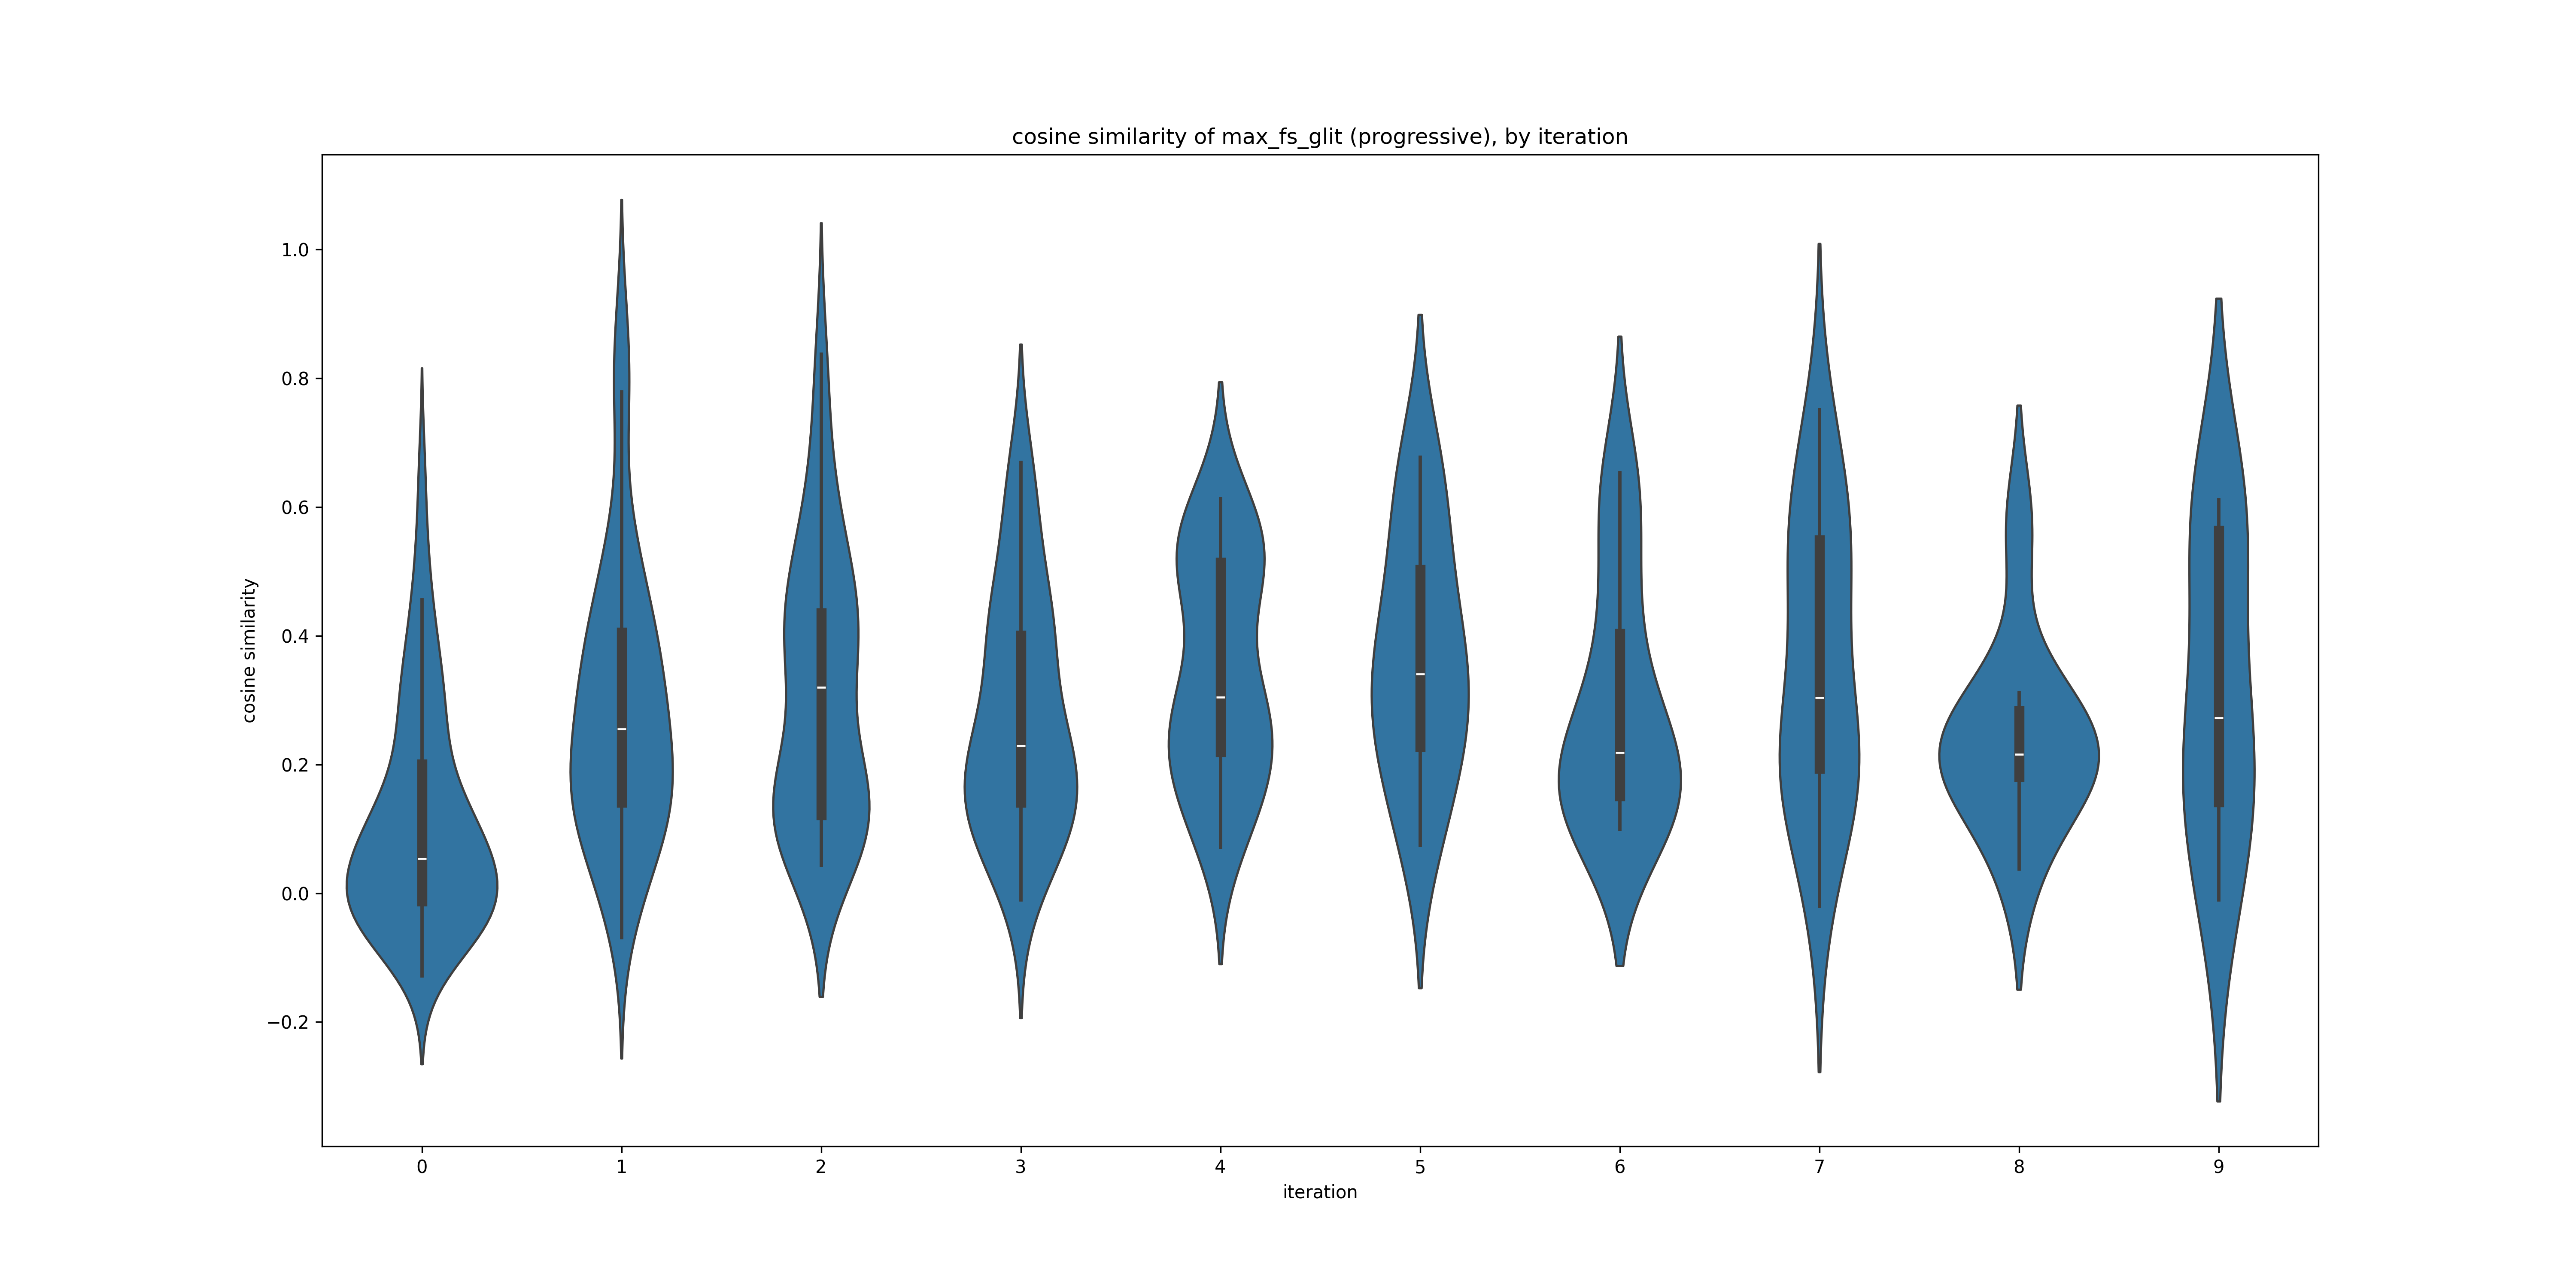 cosine similarity of max_fs_glit (progressive), by iteration
cosine similarity
1.0
0.8
0.6
0.4
0.2
0.0
−0.2
0 1 2 3 4 5 6 7 8 9
iteration